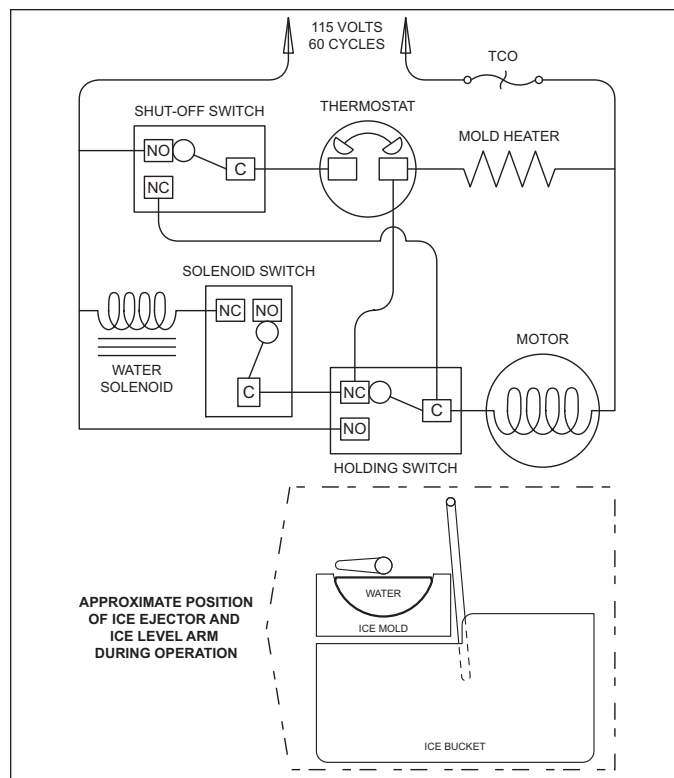 115 VOLTS
60 CYCLES
TCO
SHUT-OFF SWITCH
THERMOSTAT
MOLD HEATER
NO
C
NC
SOLENOID SWITCH
NC
NO
MOTOR
WATER
SOLENOID
C
NC
C
NO
HOLDING SWITCH
APPROXIMATE POSITION
OF ICE EJECTOR AND
ICE LEVEL ARM
DURING OPERATION
WATER
ICE MOLD
ICE BUCKET